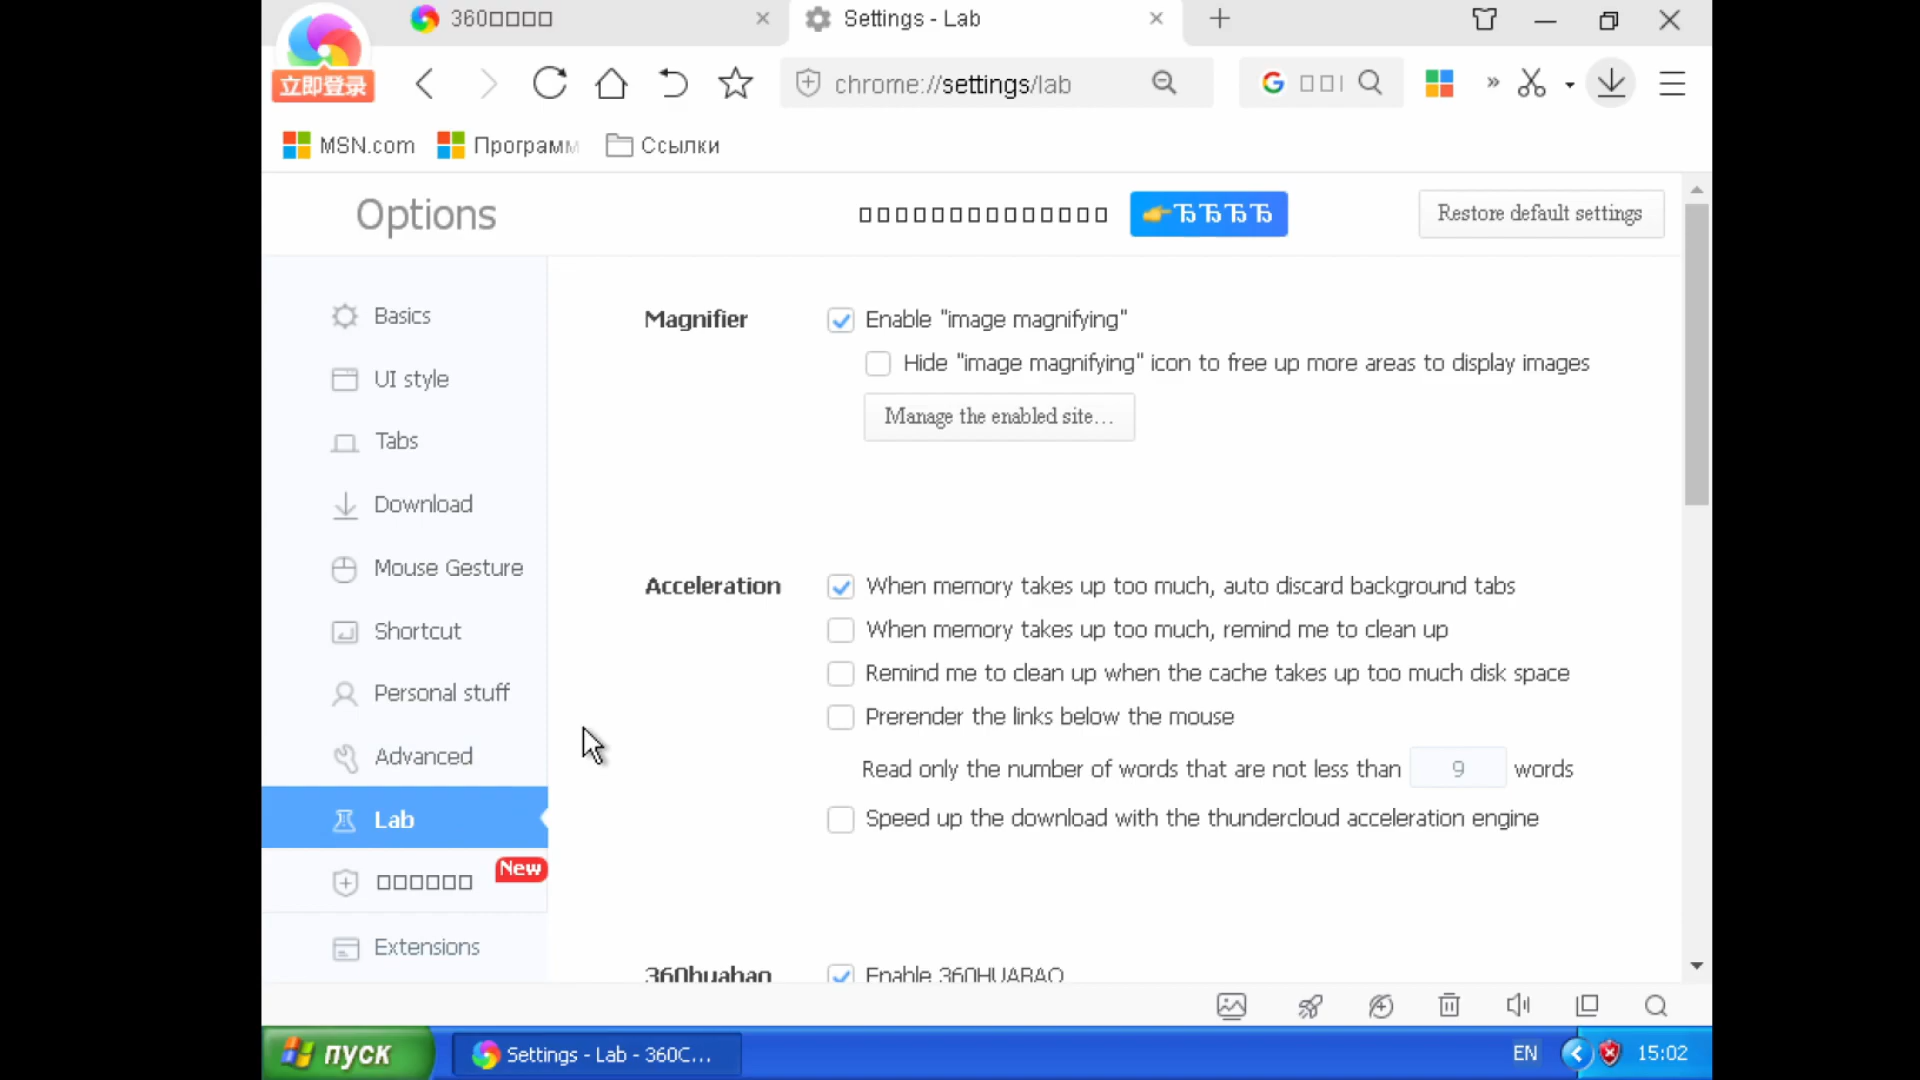 360
Settings - Lab
立即登录
chrome://settings/lab
MSN.com
Программ
Ссылки
Options
ЂЂЂЂ
Restore default settings
Basics
UI style
Tabs
Download
Mouse Gesture
Shortcut
Personal stuff
Advanced
Lab
New
Extensions
Magnifier
Enable "image magnifying"
Hide "image magnifying" icon to free up more areas to display images
Manage the enabled site...
Acceleration
When memory takes up too much, auto discard background tabs
When memory takes up too much, remind me to clean up
Remind me to clean up when the cache takes up too much disk space
Prerender the links below the mouse
Read only the number of words that are not less than 9 words
Speed up the download with the thundercloud acceleration engine
360huabao
Enable 360HUABAO
пуск
Settings - Lab - 360C...
EN
15:02